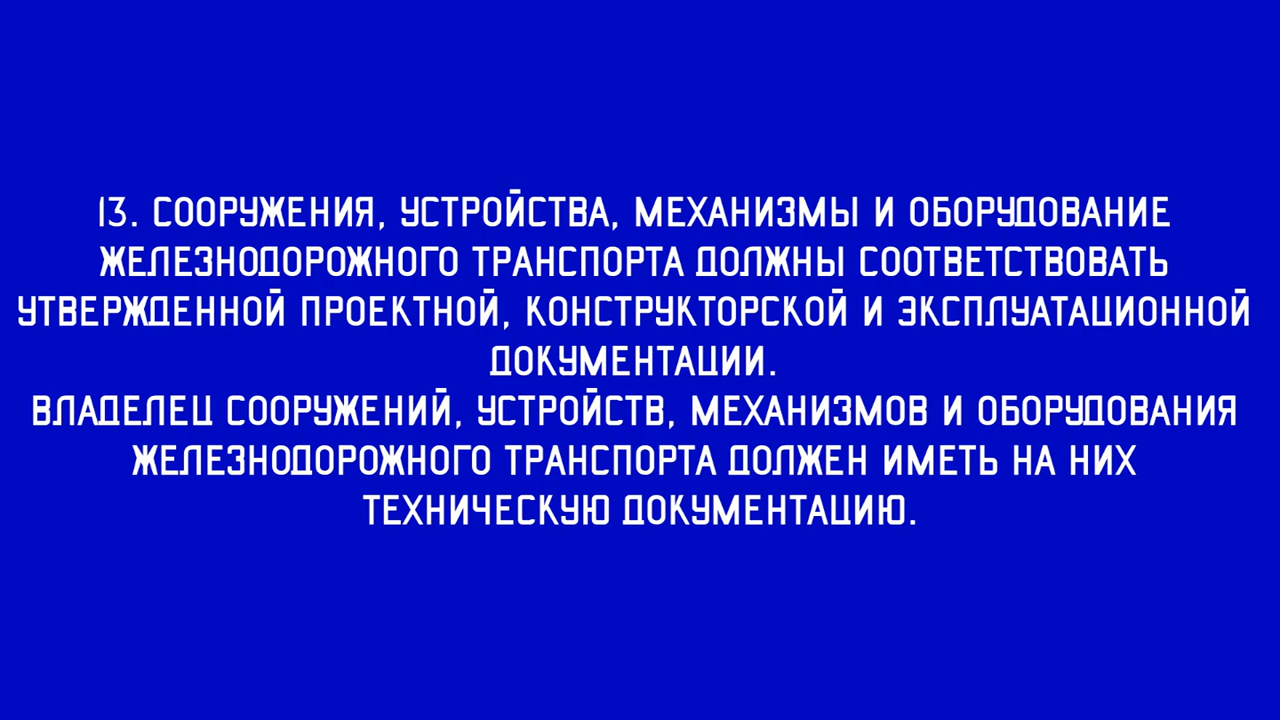 13. СООРУЖЕНИЯ, УСТРОЙСТВА, МЕХАНИЗМЫ И ОБОРУДОВАНИЕ
ЖЕЛЕЗНОДОРОЖНОГО ТРАНСПОРТА ДОЛЖНЫ СООТВЕТСТВОВАТЬ
УТВЕРЖДЕННОЙ ПРОЕКТНОЙ, КОНСТРУКТОРСКОЙ И ЭКСПЛУАТАЦИОННОЙ
ДОКУМЕНТАЦИИ.
ВЛАДЕЛЕЦ СООРУЖЕНИЙ, УСТРОЙСТВ, МЕХАНИЗМОВ И ОБОРУДОВАНИЯ
ЖЕЛЕЗНОДОРОЖНОГО ТРАНСПОРТА ДОЛЖЕН ИМЕТЬ НА НИХ
ТЕХНИЧЕСКУЮ ДОКУМЕНТАЦИЮ.